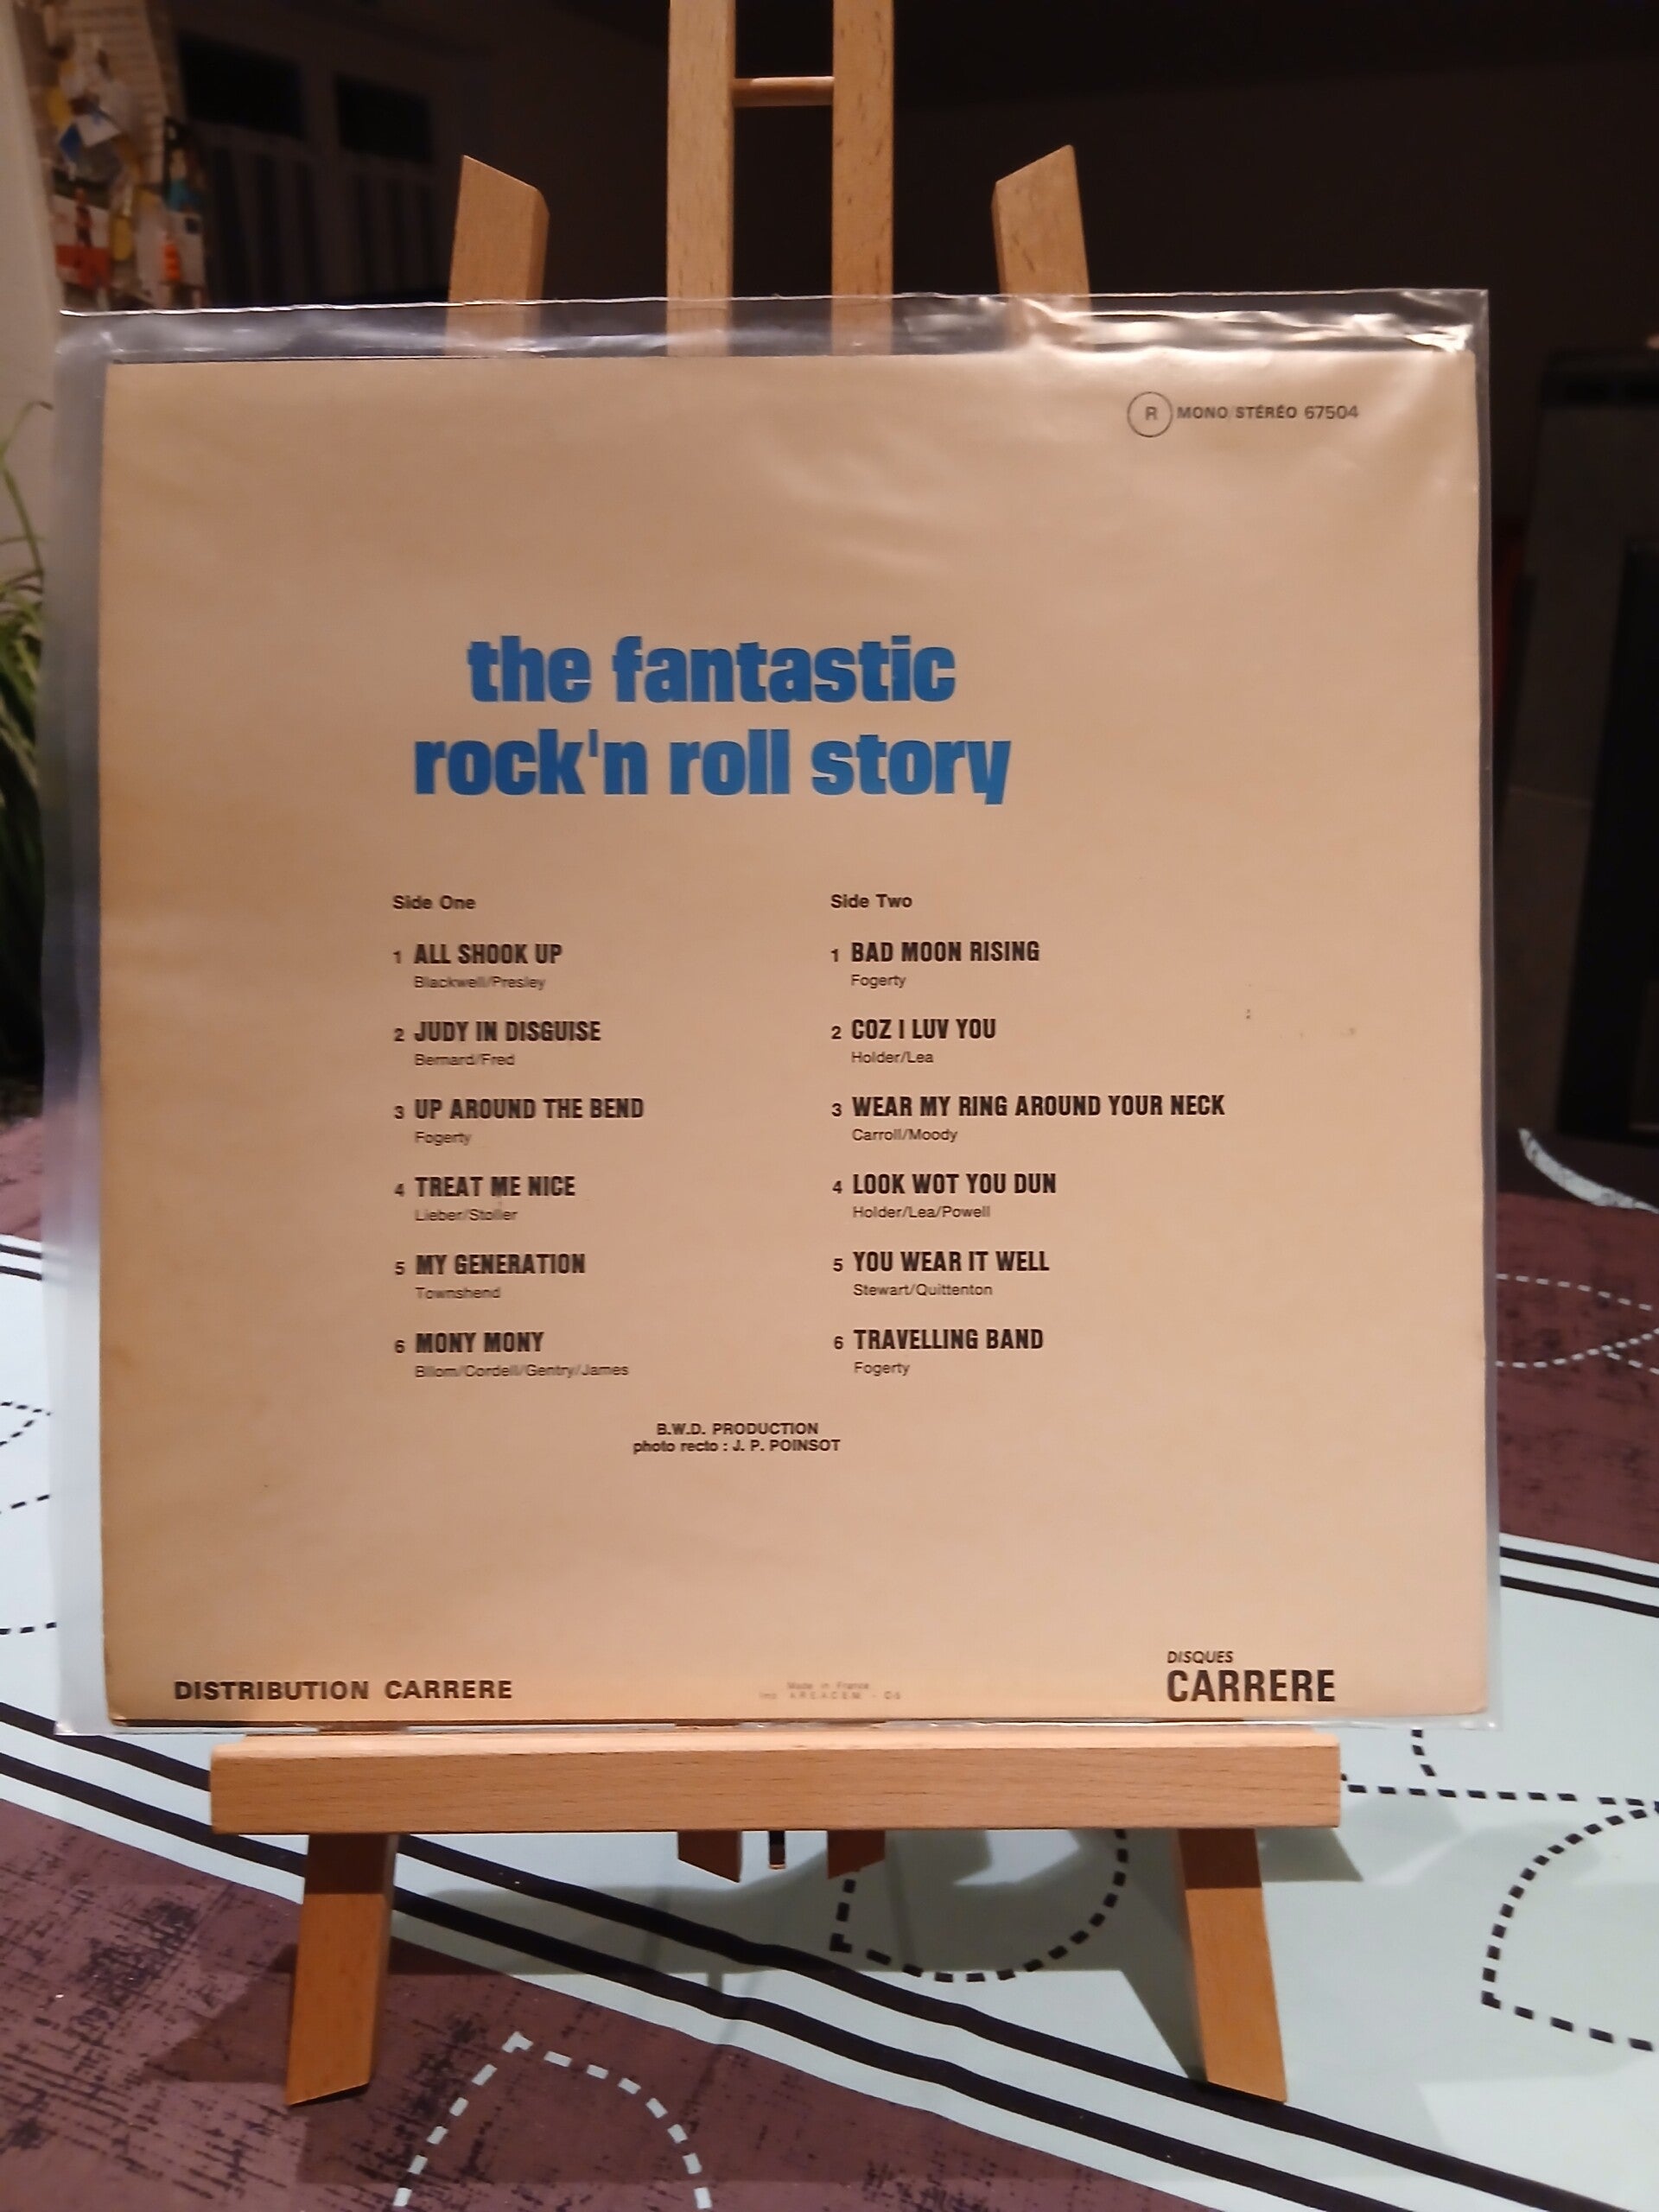 R MONO/STÉRÉO 67504
the fantastic
rock'n roll story
Side One
1 ALL SHOOK UP
Blackwell/Presley
2 JUDY IN DISGUISE
Bernard/Fred
3 UP AROUND THE BEND
Fogerty
4 TREAT ME NICE
Lieber/Stoller
5 MY GENERATION
Townshend
6 MONY MONY
Bllom/Cordell/Gentry/James
Side Two
1 BAD MOON RISING
Fogerty
2 COZ I LUV YOU
Holder/Lea
3 WEAR MY RING AROUND YOUR NECK
Carroll/Moody
4 LOOK WOT YOU DUN
Holder/Lea/Powell
5 YOU WEAR IT WELL
Stewart/Quittenton
6 TRAVELLING BAND
Fogerty
B.W.D. PRODUCTION
photo recto : J. P. POINSOT
DISTRIBUTION CARRERE
Made in France
DISQUES
CARRERE